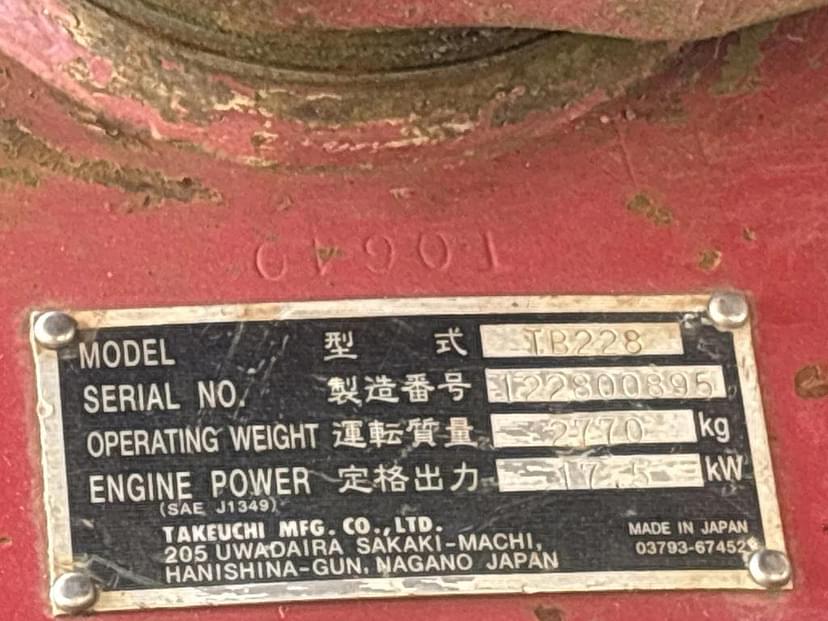 MODEL 型 式 TB228
SERIAL NO. 製造番号 122800895
OPERATING WEIGHT 運転質量 2770 kg
ENGINE POWER 定格出力 17.5 kW
(SAE J1349)
TAKEUCHI MFG. CO.,LTD.
205 UWADAIRA SAKAKI-MACHI,
HANISHINA-GUN, NAGANO JAPAN
MADE IN JAPAN
03793-67452